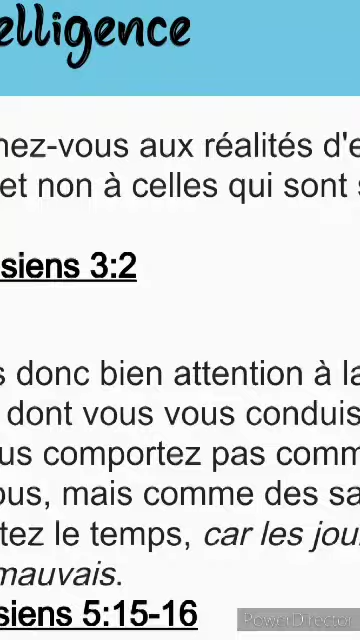 elligence
nez-vous aux réalités d'e
et non à celles qui sont s
siens 3:2
s donc bien attention à la
dont vous vous conduis
us comportez pas comm
ous, mais comme des sa
tez le temps, car les jou
mauvais.
siens 5:15-16
PowerDirector